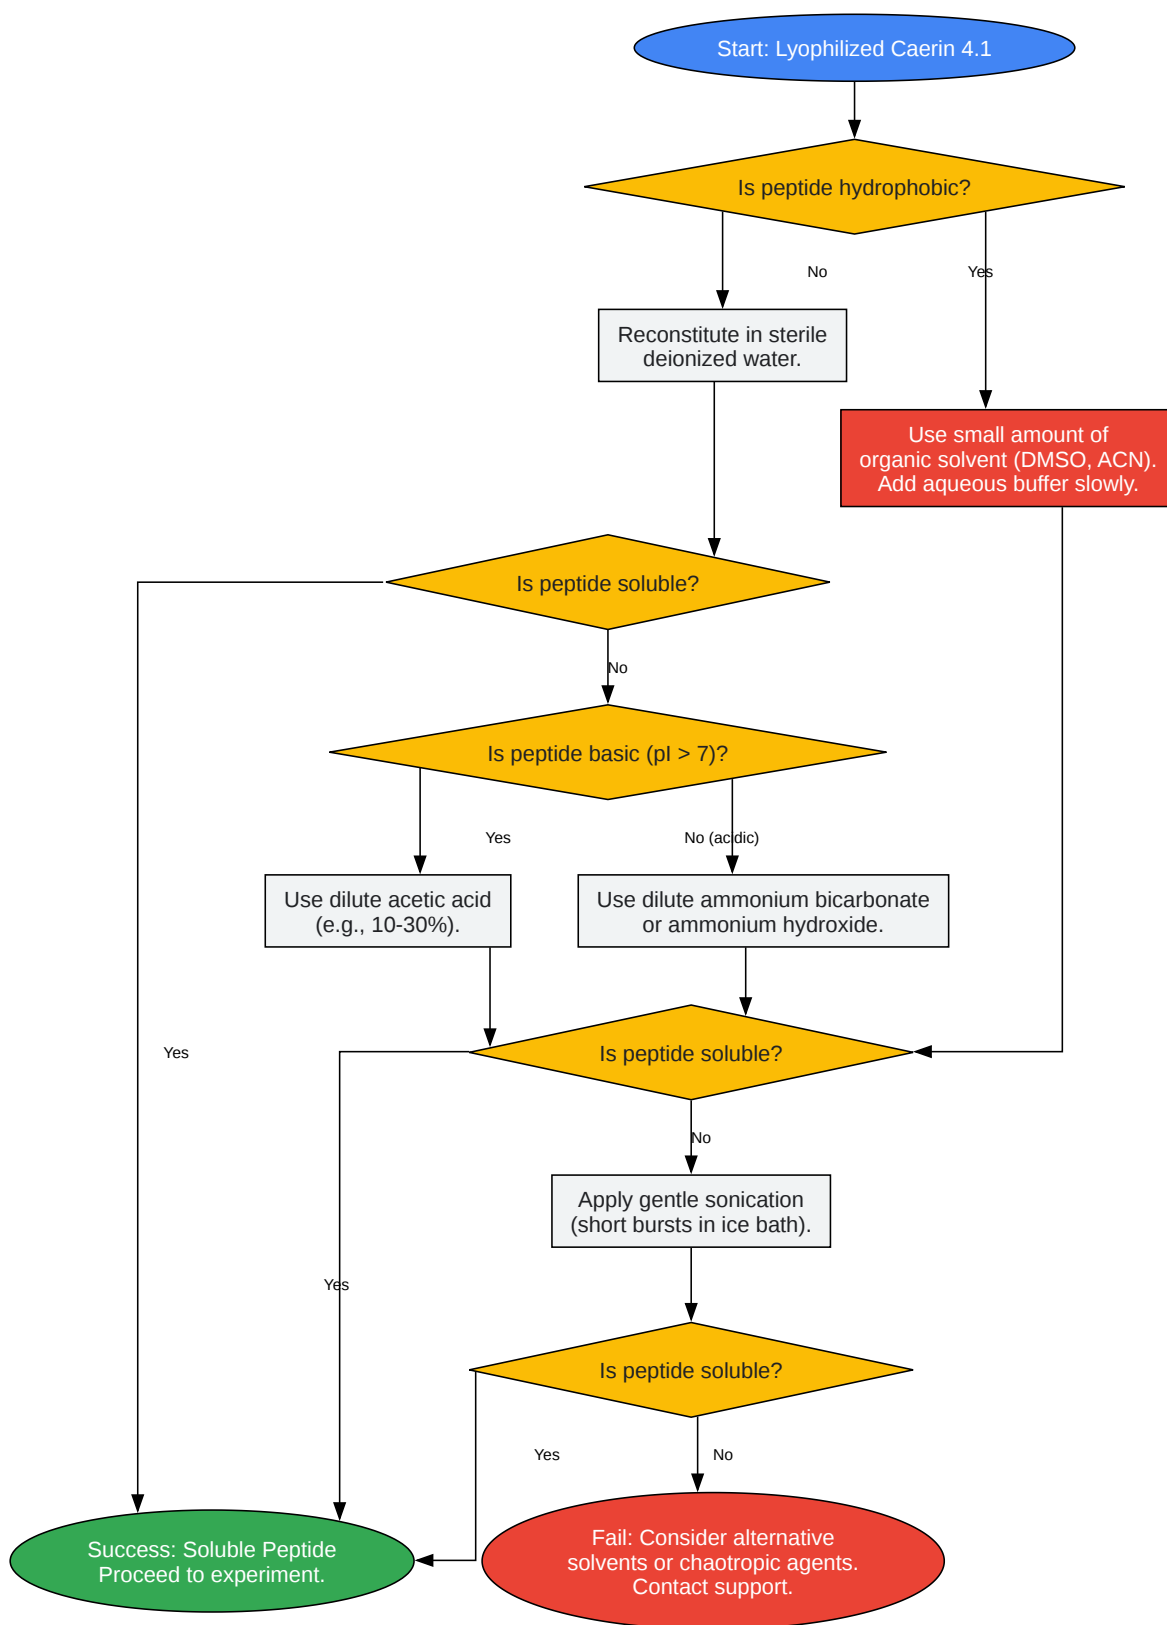 Start: Lyophilized Caerin 4.1
Is peptide hydrophobic?
No
Yes
Reconstitute in sterile
deionized water.
Use small amount of
organic solvent (DMSO, ACN).
Add aqueous buffer slowly.
Is peptide soluble?
No
Is peptide basic (pI > 7)?
Yes
No (acidic)
Use dilute acetic acid
(e.g., 10-30%).
Use dilute ammonium bicarbonate
or ammonium hydroxide.
Yes
Is peptide soluble?
No
Apply gentle sonication
(short bursts in ice bath).
Yes
Is peptide soluble?
Yes
No
Success: Soluble Peptide
Proceed to experiment.
Fail: Consider alternative
solvents or chaotropic agents.
Contact support.